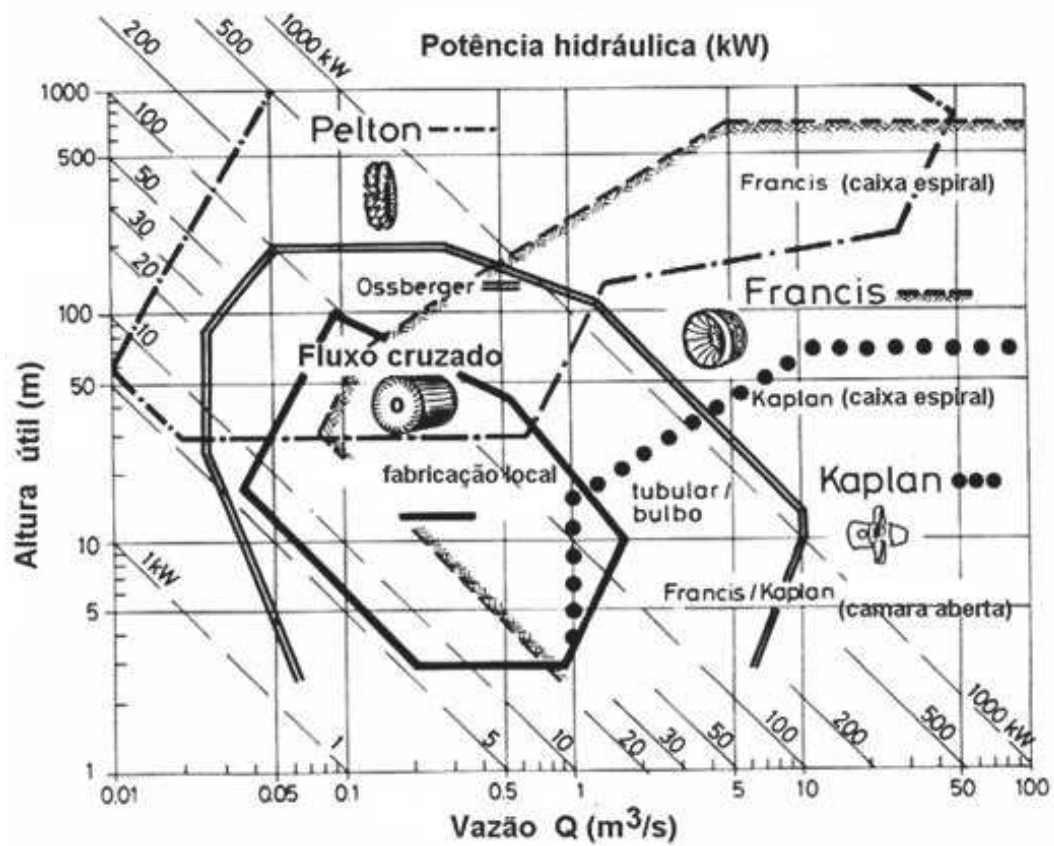 Potência hidráulica (kW)
200
500
1000 kW
1000
100
Pelton
500
50
Francis (caixa espiral)
30
20
Ossberger
Francis
10
100
Fluxo cruzado
50
Kaplan (caixa espiral)
fabricação local
tubular/
bulbo
Kaplan
10
1kW
Francis/Kaplan (camara aberta)
5
1
5
10
20
30
50
100
200
500
1000 kW
1
0.01
0.05
0.1
0.5
1
5
10
50
100
Altura útil (m)
Vazão Q (m³/s)